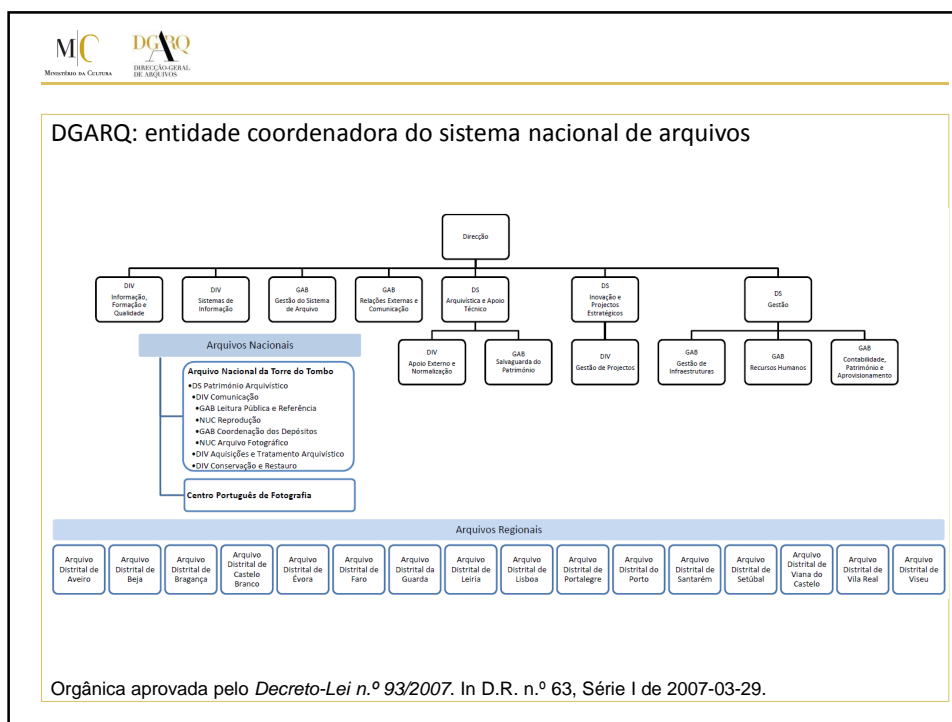 MC
MINISTÉRIO DA CULTURA
DGARQ
DIRECÇÃO-GERAL
DE ARQUIVOS
DGARQ: entidade coordenadora do sistema nacional de arquivos
Direcção
DIV
Informação,
Formação e
Qualidade
DIV
Sistemas de
Informação
GAB
Gestão do Sistema
de Arquivo
GAB
Relações Externas e
Comunicação
DS
Arquivística e Apoio
Técnico
DS
Inovação e
Projectos
Estratégicos
DS
Gestão
DIV
Apoio Externo e
Normalização
GAB
Salvaguarda do
Património
DIV
Gestão de Projectos
GAB
Gestão de
Infraestruturas
GAB
Recursos Humanos
GAB
Contabilidade,
Património e
Aprovisionamento
Arquivos Nacionais
Arquivo Nacional da Torre do Tombo
•DS Património Arquivístico
•DIV Comunicação
•GAB Leitura Pública e Referência
•NUC Reprodução
•GAB Coordenação dos Depósitos
•NUC Arquivo Fotográfico
•DIV Aquisições e Tratamento Arquivístico
•DIV Conservação e Restauro
Centro Português de Fotografia
Arquivos Regionais
Arquivo
Distrital de
Aveiro
Arquivo
Distrital de
Beja
Arquivo
Distrital de
Bragança
Arquivo
Distrital de
Castelo
Branco
Arquivo
Distrital de
Évora
Arquivo
Distrital de
Faro
Arquivo
Distrital da
Guarda
Arquivo
Distrital de
Leiria
Arquivo
Distrital de
Lisboa
Arquivo
Distrital de
Portalegre
Arquivo
Distrital do
Porto
Arquivo
Distrital de
Santarém
Arquivo
Distrital de
Setúbal
Arquivo
Distrital de
Viana do
Castelo
Arquivo
Distrital de
Vila Real
Arquivo
Distrital de
Viseu
Orgânica aprovada pelo Decreto-Lei n.º 93/2007. In D.R. n.º 63, Série I de 2007-03-29.